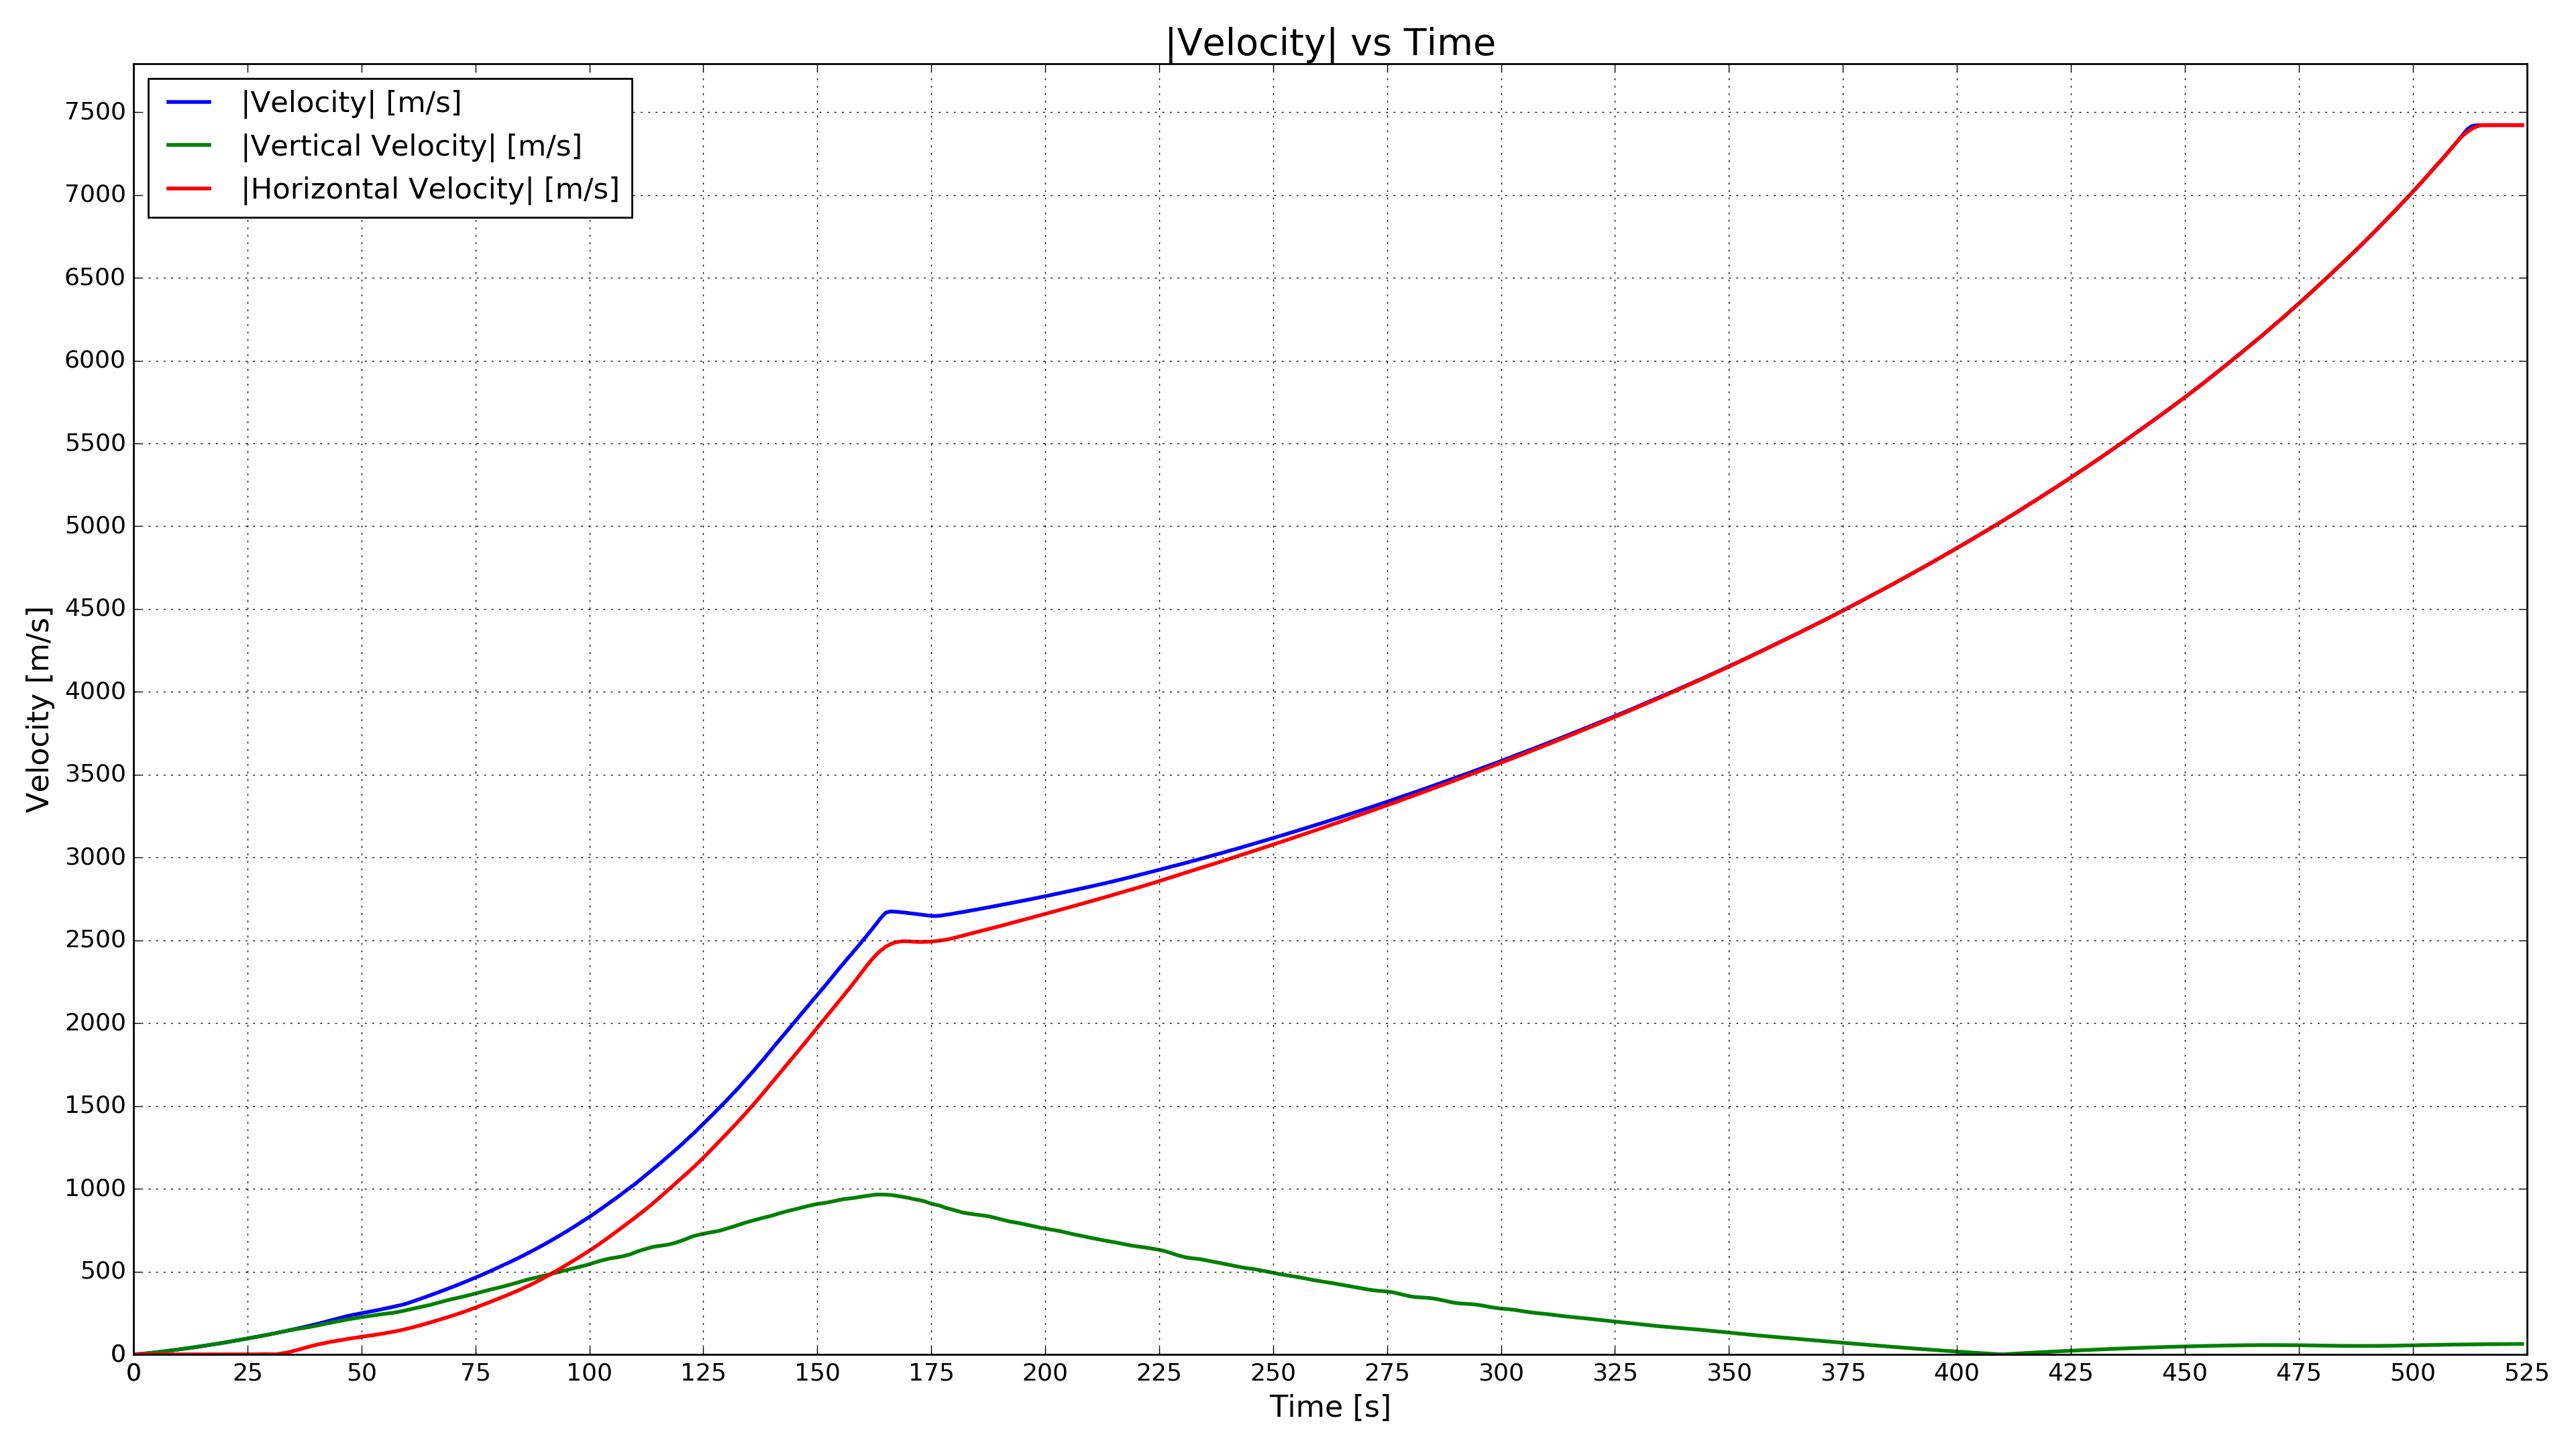 |Velocity| vs Time
|Velocity| [m/s]
|Vertical Velocity| [m/s]
|Horizontal Velocity| [m/s]
Velocity [m/s]
7500
7000
6500
6000
5500
5000
4500
4000
3500
3000
2500
2000
1500
1000
500
0
0 25 50 75 100 125 150 175 200 225 250 275 300 325 350 375 400 425 450 475 500 525
Time [s]